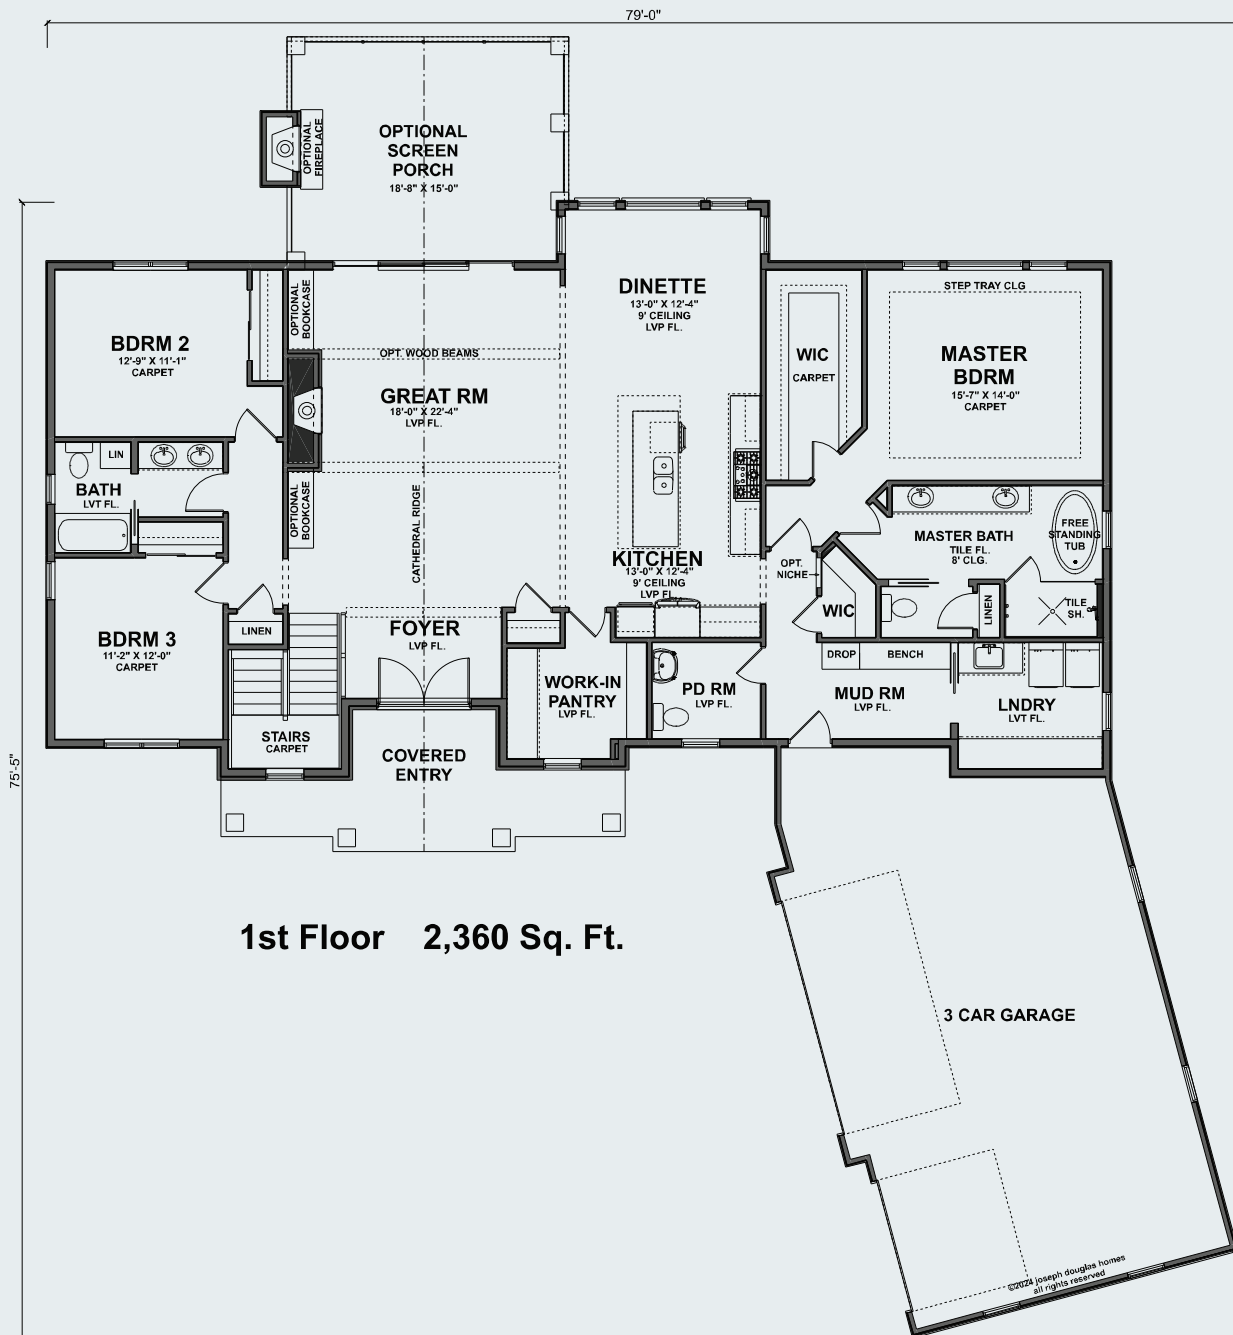 79'-0"
OPTIONAL
SCREEN
PORCH
18'-8" X 15'-0"
OPTIONAL
FIREPLACE
DINETTE
13'-0" X 12'-4"
9' CEILING
LVP FL.
STEP TRAY CLG
MASTER
BDRM
15'-7" X 14'-0"
CARPET
WIC
CARPET
BDRM 2
12'-9" X 11'-1"
CARPET
OPTIONAL
BOOKCASE
OPT. WOOD BEAMS
GREAT RM
18'-0" X 22'-4"
LVP FL.
LIN
BATH
LVT FL.
OPTIONAL
BOOKCASE
CATHEDRAL RIDGE
KITCHEN
13'-0" X 12'-4"
9' CEILING
LVP FL
OPT.
NICHE
MASTER BATH
TILE FL.
8' CLG.
FREE
STANDING
TUB
WIC
LINEN
TILE
SH.
BDRM 3
11'-2" X 12'-0"
CARPET
LINEN
FOYER
LVP FL.
WORK-IN
PANTRY
LVP FL.
PD RM
LVP FL.
DROP
BENCH
MUD RM
LVP FL.
LNDRY
LVT FL.
STAIRS
CARPET
COVERED
ENTRY
75'-5"
1st Floor 2,360 Sq. Ft.
3 CAR GARAGE
©2024 joseph douglas homes
all rights reserved